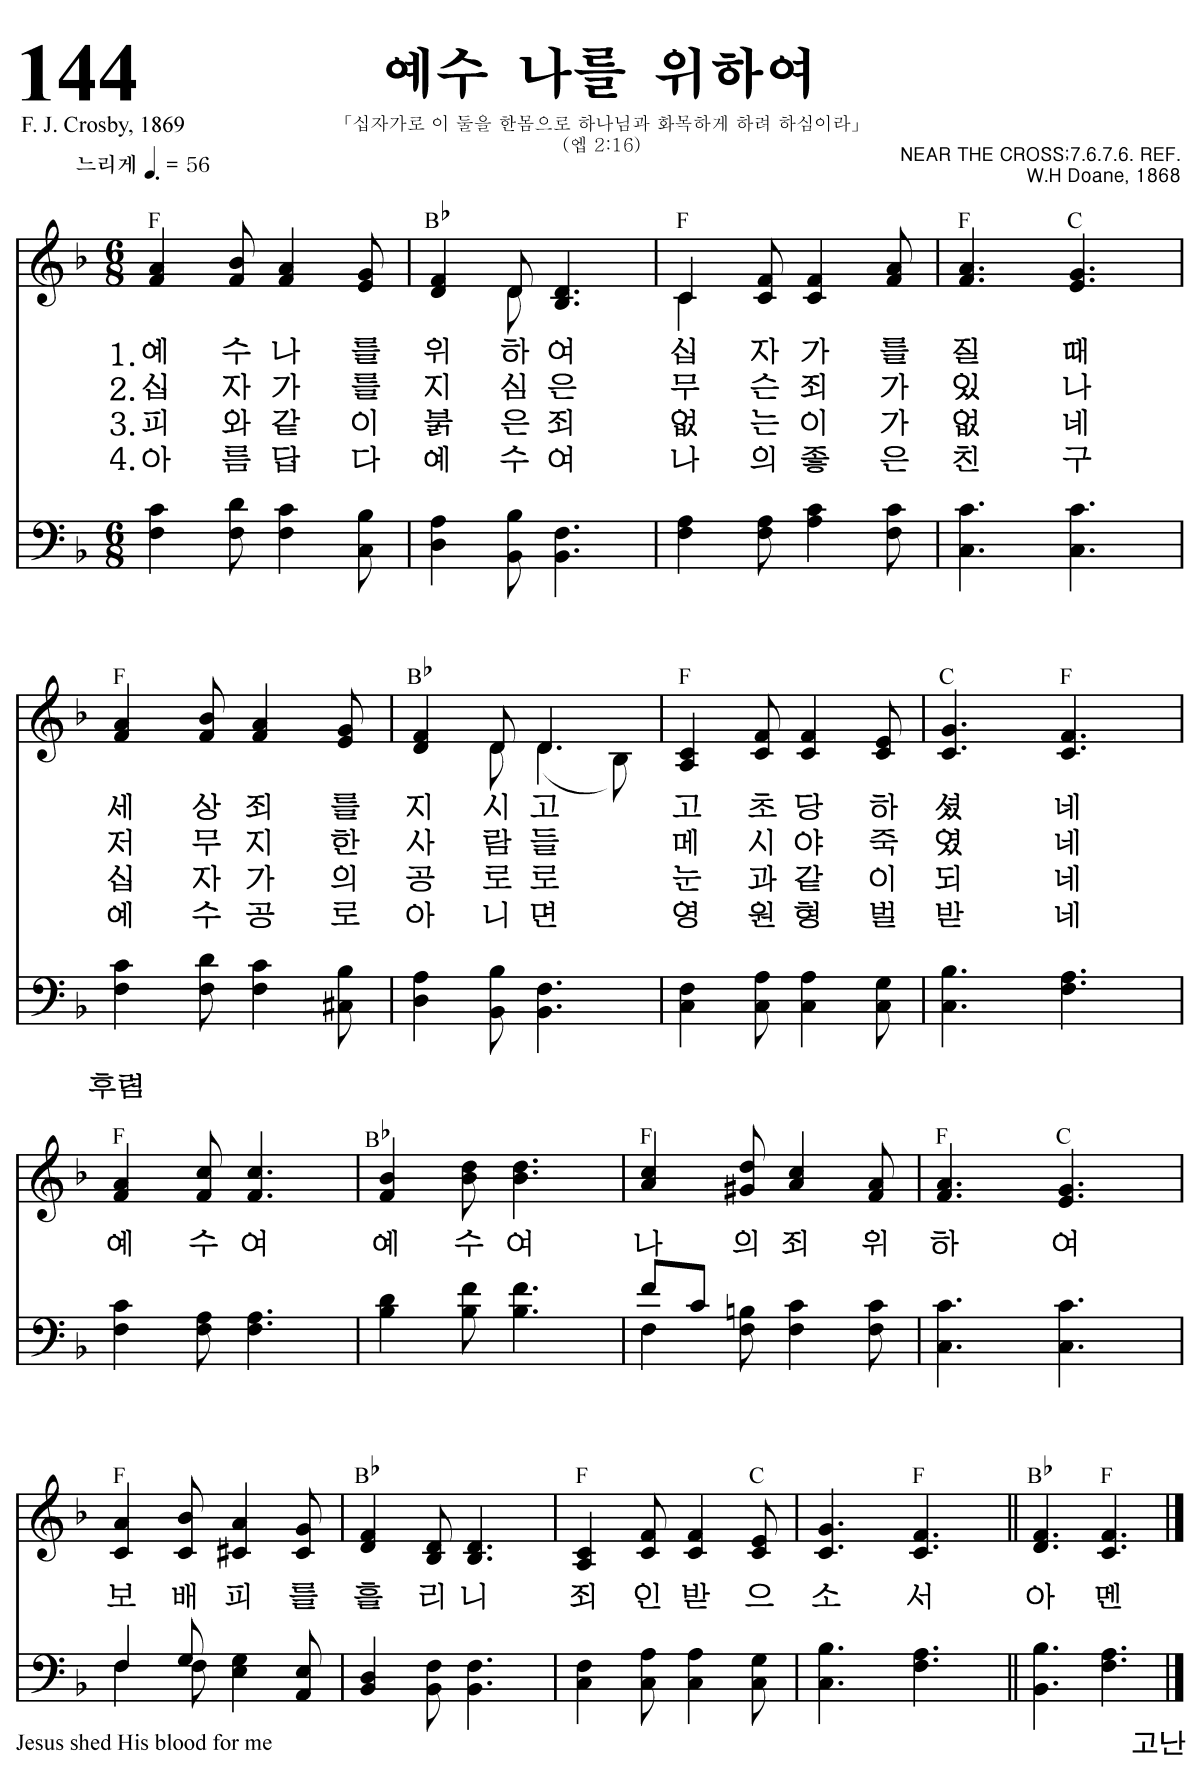 144
예수 나를 위하여
F. J. Crosby, 1869
「십자가로 이 둘을 한몸으로 하나님과 화목하게 하려 하심이라」
(엡 2:16)
느리게 ♩. = 56
NEAR THE CROSS;7.6.7.6. REF.
W.H Doane, 1868
F B♭ F F C
6 8
1.예 수 나 를 위 하 여 십 자 가 를 질 때
2.십 자 가 를 지 심 은 무 슨 죄 가 있 나
3.피 와 같 이 붉 은 죄 없 는 이 가 없 네
4.아 름 답 다 예 수 여 나 의 좋 은 친 구
6 8
F B♭ F C F
세 상 죄 를 지 시 고 고 초 당 하 셨 네
저 무 지 한 사 람 들 메 시 야 죽 였 네
십 자 가 의 공 로 로 눈 과 같 이 되 네
예 수 공 로 아 니 면 영 원 형 벌 받 네
후렴
F B♭ F F C
예 수 여 예 수 여 나 의 죄 위 하 여
F B♭ F C F B♭ F
보 배 피 를 흘 리 니 죄 인 받 으 소 서 아 멘
Jesus shed His blood for me
고난